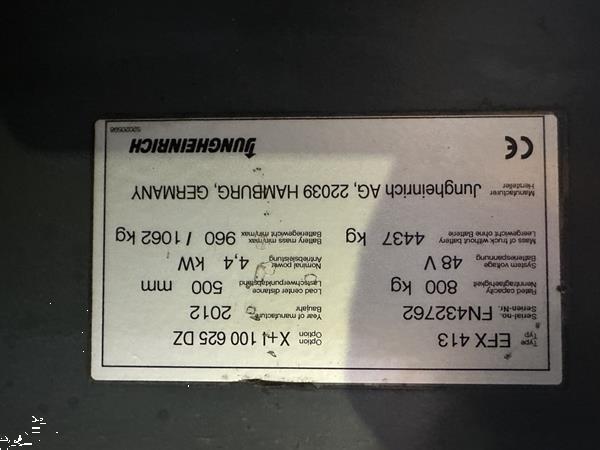 Type
Typ EFX 413 Option
Option X+I 100 625 DZ
Serial-no.
Serien-Nr. FN432762 Year of manufacture
Baujahr 2012
Rated capacity
Nenntragfähigkeit 800 kg Load center distance
Lastschwerpunktabstand 500 mm
System voltage
Batteriespannung 48 V Nominal power
Antriebsleistung 4,4 kW
Mass of truck without battery
Leergewicht ohne Batterie 4437 kg Battery mass min/max
Batteriegewicht min/max 960 / 1062 kg
Manufacturer
Hersteller Jungheinrich AG, 22039 HAMBURG, GERMANY
CE JUNGHEINRICH